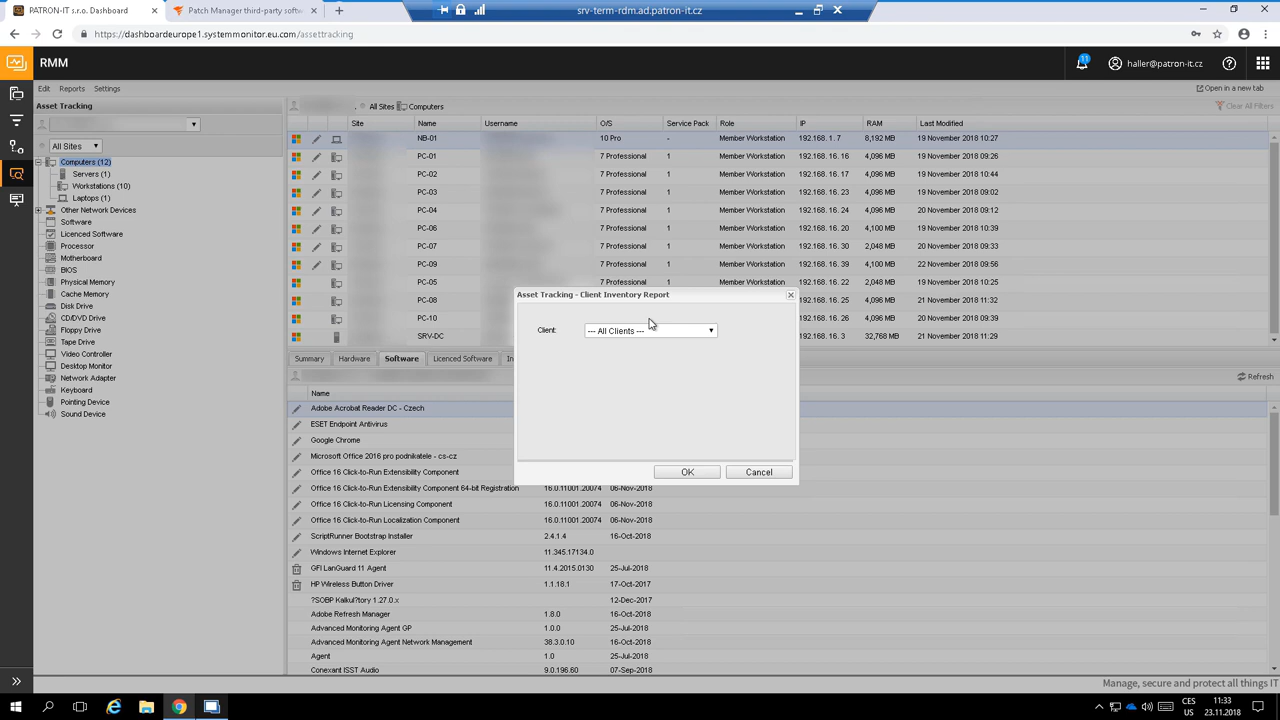 PATRON-IT s.r.o. Dashboard
Patch Manager third-party softw
srv-term-rdm.ad.patron-it.cz
https://dashboardeurope1.systemmonitor.eu.com/assettracking
RMM
11
haller@patron-it.cz
Edit Reports Settings
Open in a new tab
Asset Tracking
All Sites Computers
Clear All Filters
All Sites
Computers (12)
Servers (1)
Workstations (10)
Laptops (1)
Other Network Devices
Software
Licenced Software
Processor
Motherboard
BIOS
Physical Memory
Cache Memory
Disk Drive
CD/DVD Drive
Floppy Drive
Tape Drive
Video Controller
Desktop Monitor
Network Adapter
Keyboard
Pointing Device
Sound Device
Site Name Username O/S Service Pack Role IP RAM Last Modified
NB-01 10 Pro - Member Workstation 192.168. 1. 7 8,192 MB 19 November 2018 10:27
PC-01 7 Professional 1 Member Workstation 192.168. 16. 16 4,096 MB 19 November 2018 09:26
PC-02 7 Professional 1 Member Workstation 192.168. 16. 17 4,096 MB 19 November 2018 10:44
PC-03 7 Professional 1 Member Workstation 192.168. 16. 23 4,096 MB 19 November 2018 09:02
PC-04 7 Professional 1 Member Workstation 192.168. 16. 24 4,096 MB 20 November 2018 09:12
PC-06 7 Professional 1 Member Workstation 192.168. 16. 20 4,100 MB 19 November 2018 09:39
PC-07 7 Professional 1 Member Workstation 192.168. 16. 30 2,048 MB 20 November 2018 09:33
PC-09 7 Professional 1 Member Workstation 192.168. 16. 39 4,096 MB 22 November 2018 09:56
PC-05 7 Professional 1 Member Workstation 192.168. 16. 28 4,096 MB
PC-08
PC-10
SRV-DC
4,096 MB 21 November 2018 11:32
2,048 MB 20 November 2018 09:33
32,768 MB 21 November 2018 11:39
Asset Tracking - Client Inventory Report
Client: --- All Clients ---
OK Cancel
Summary Hardware Software Licenced Software In
Refresh
Name
Adobe Acrobat Reader DC - Czech
ESET Endpoint Antivirus
Google Chrome
Microsoft Office 2016 pro podnikatele - cs-cz
Office 16 Click-to-Run Extensibility Component
Office 16 Click-to-Run Extensibility Component 64-bit Registration 16.0.11001.20074 06-Nov-2018
Office 16 Click-to-Run Licensing Component 16.0.11001.20074 06-Nov-2018
Office 16 Click-to-Run Localization Component 16.0.11001.20074 06-Nov-2018
ScriptRunner Bootstrap Installer 2.4.1.4 16-Oct-2018
Windows Internet Explorer 11.345.17134.0
GFI LanGuard 11 Agent 11.4.2015.0130 25-Jul-2018
HP Wireless Button Driver 1.1.18.1 17-Oct-2017
?SOBP Kalkul?tory 1.27.0.x 12-Dec-2017
Adobe Refresh Manager 1.8.0 16-Oct-2018
Advanced Monitoring Agent GP 1.0.0 25-Jul-2018
Advanced Monitoring Agent Network Management 38.3.0.10 16-Oct-2018
Agent 1.0 25-Jul-2018
Conexant ISST Audio 9.0.196.60 07-Sep-2018
Manage, secure and protect all things IT
CES
US
11:33
23.11.2018